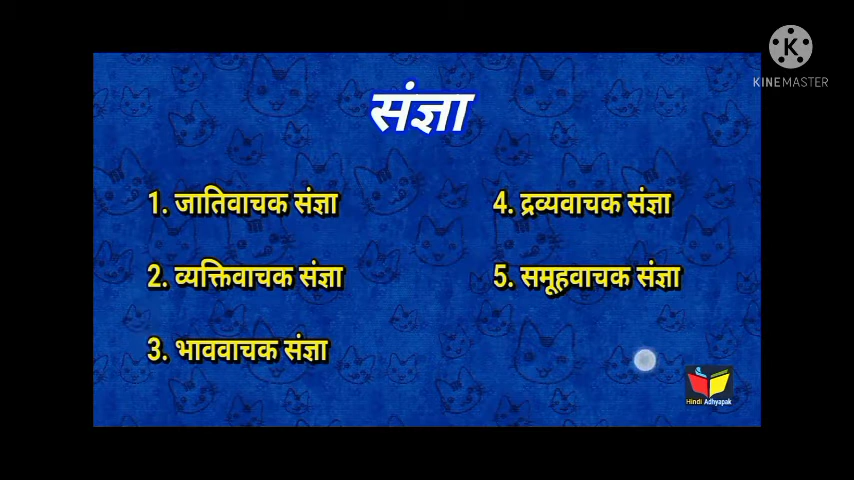 K
KINEMASTER
संज्ञा
1. जातिवाचक संज्ञा
2. व्यक्तिवाचक संज्ञा
3. भाववाचक संज्ञा
4. द्रव्यवाचक संज्ञा
5. समूहवाचक संज्ञा
Hindi Adhyapak